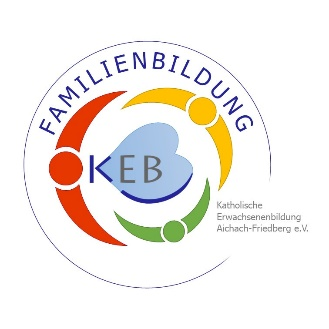 FAMILIENBILDUNG
KEB
Katholische
Erwachsenenbildung
Aichach-Friedberg e.V.